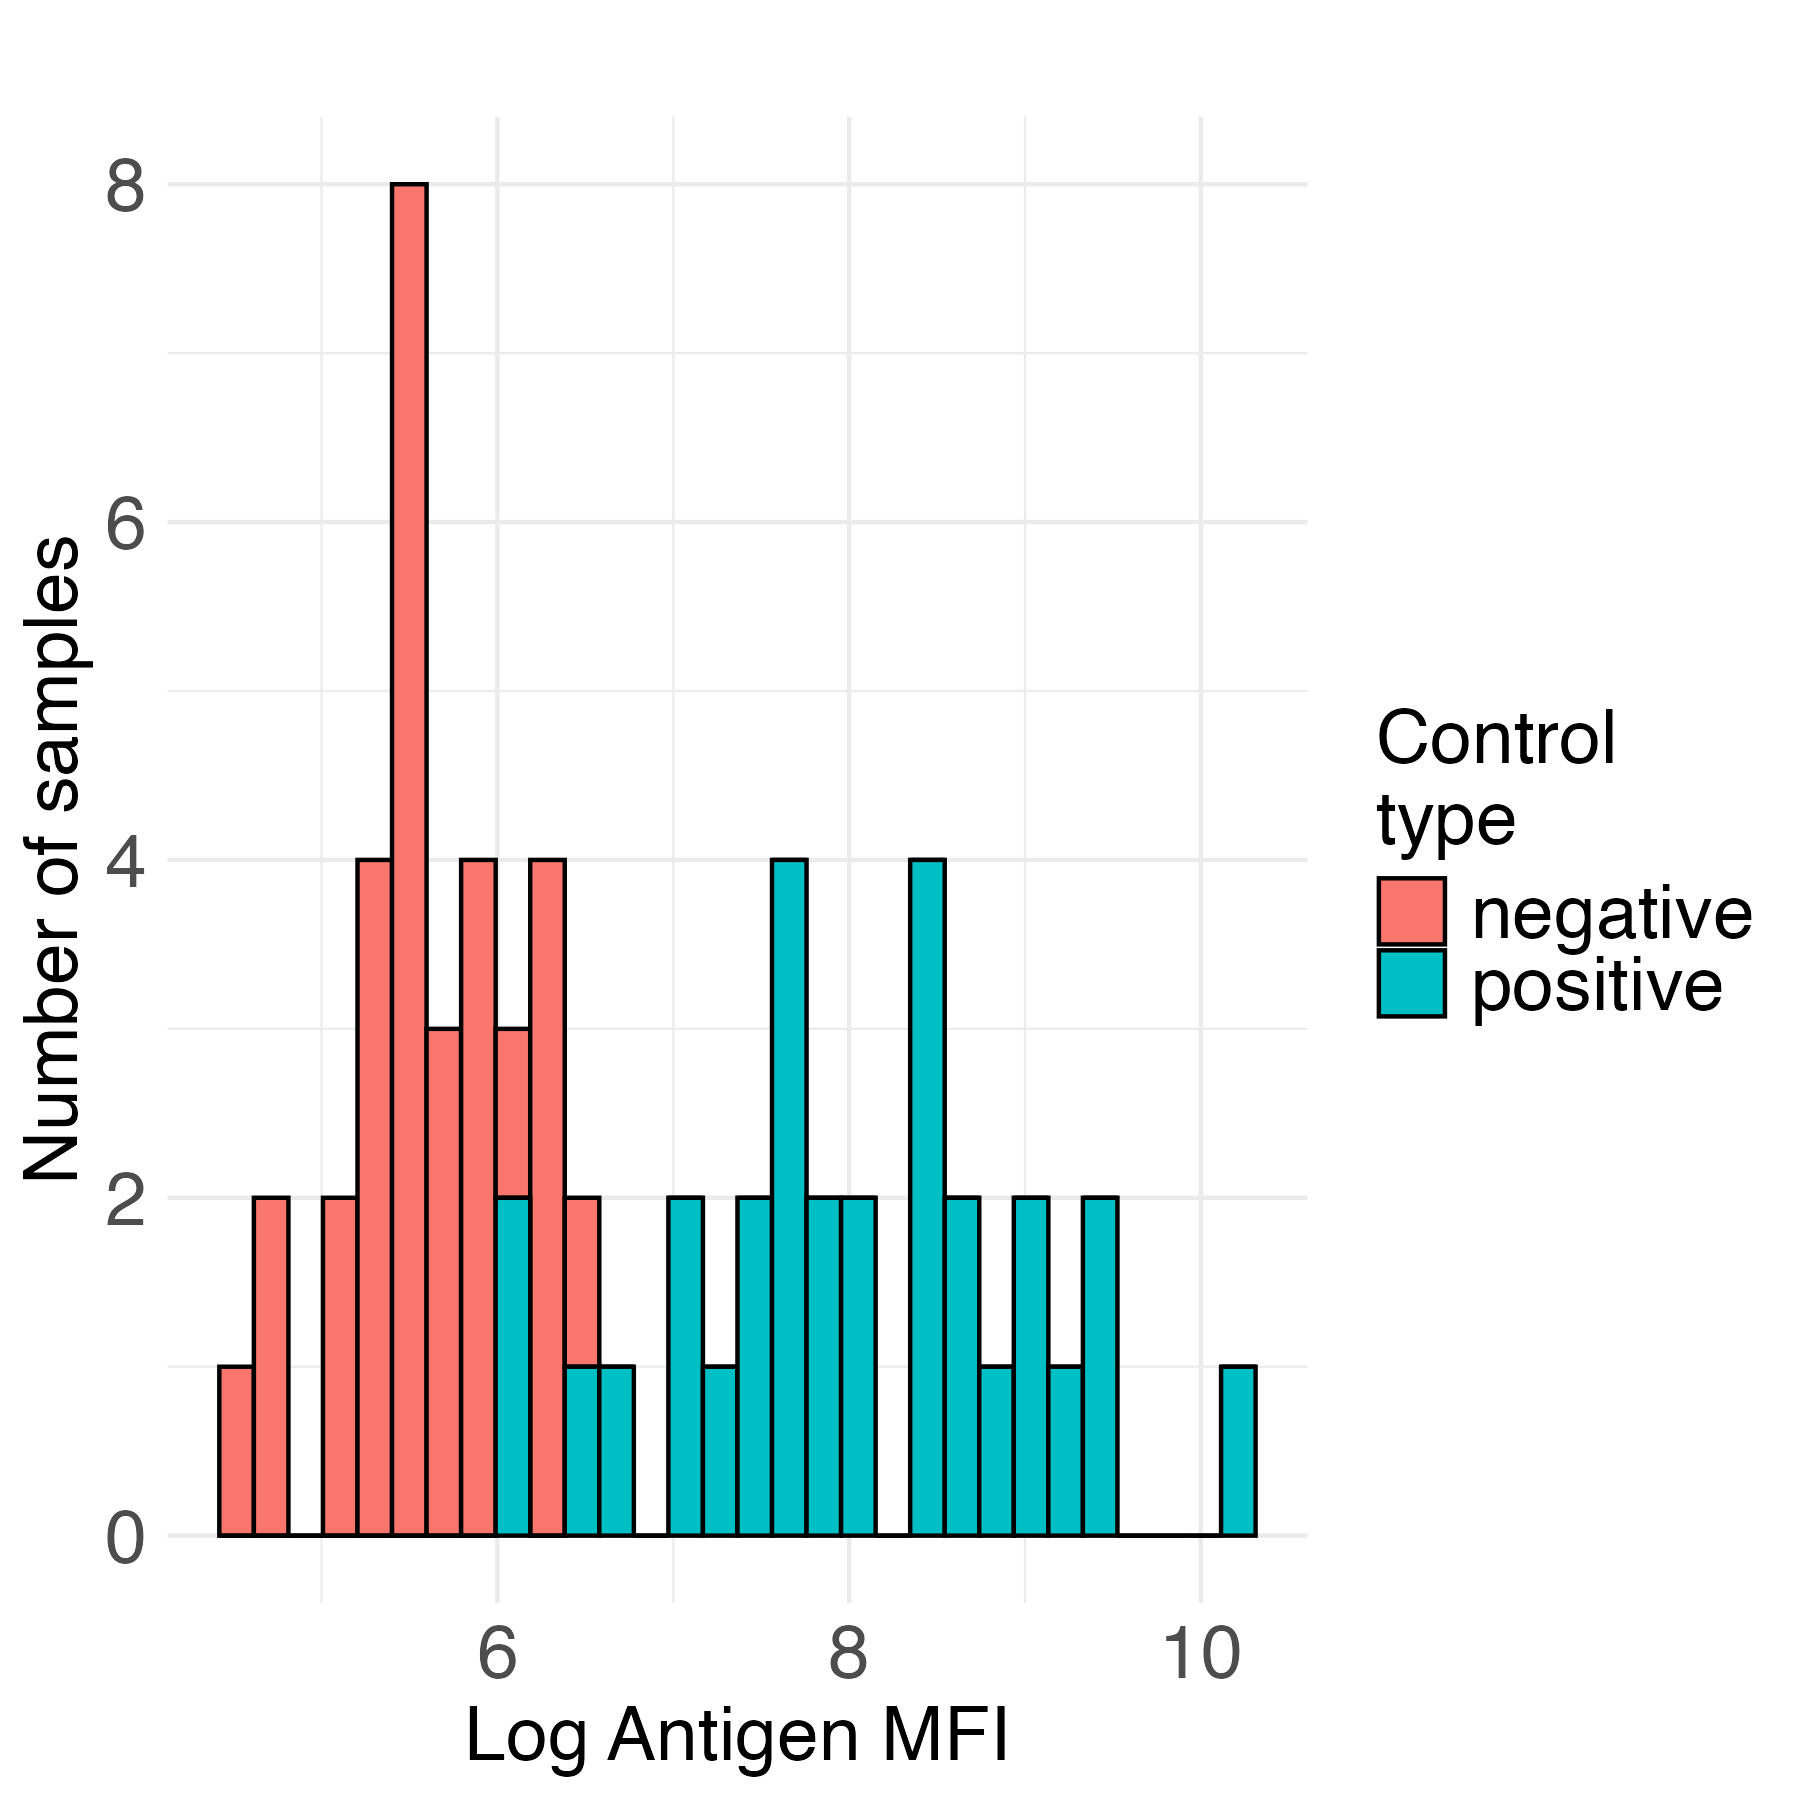 8
6
4
2
0
Number of samples
6 8 10
Log Antigen MFI
Control
type
negative
positive